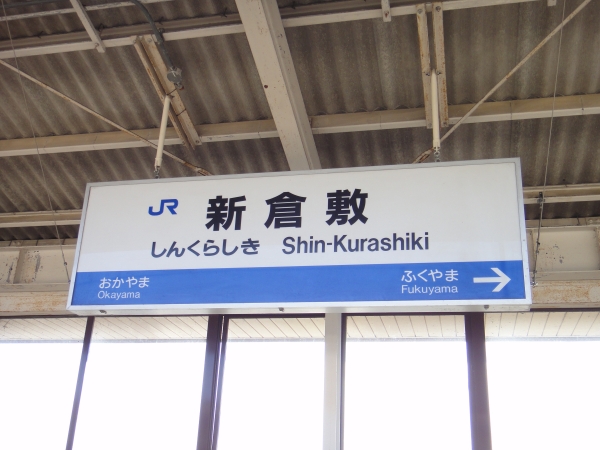 JR 新倉敷
しんくらしき Shin-Kurashiki
おかやま ふくやま
Okayama Fukuyama